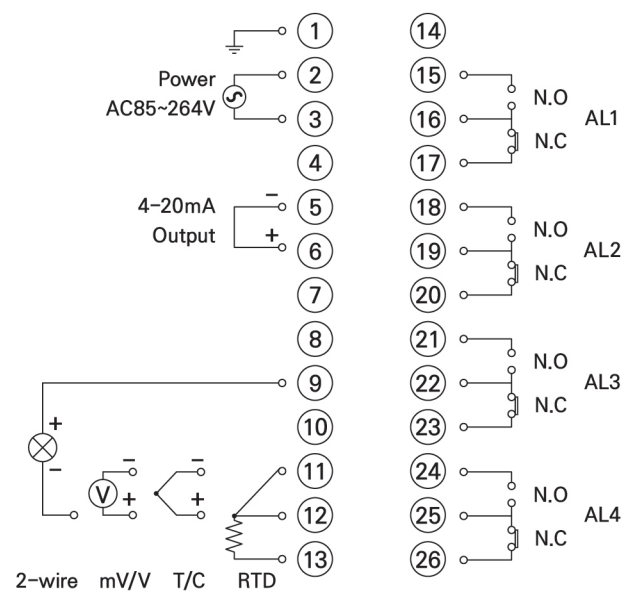 1 14
2 15
Power
AC85~264V
N.O
AL1
3 16
N.C
4 17
4-20mA
Output
− 5 18
+ 6 19
N.O
AL2
N.C
7 20
8 21
N.O
9 22
AL3
N.C
10 23
+
−
− − 11 24
V + +
N.O
12 25
AL4
N.C
13 26
2-wire mV/V T/C RTD